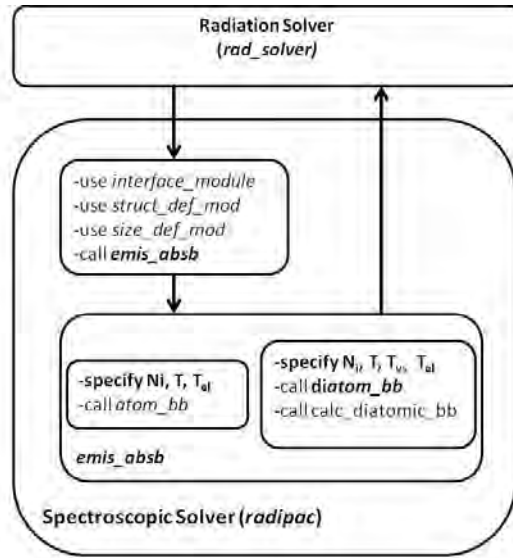 Radiation Solver
(rad_solver)
-use interface_module
-use struct_def_mod
-use size_def_mod
-call emis_absb
-specify Ni, T, Tel
-call atom_bb
-specify Ni, T, Tv, Tel
-call diatom_bb
-call calc_diatomic_bb
emis_absb
Spectroscopic Solver (radipac)